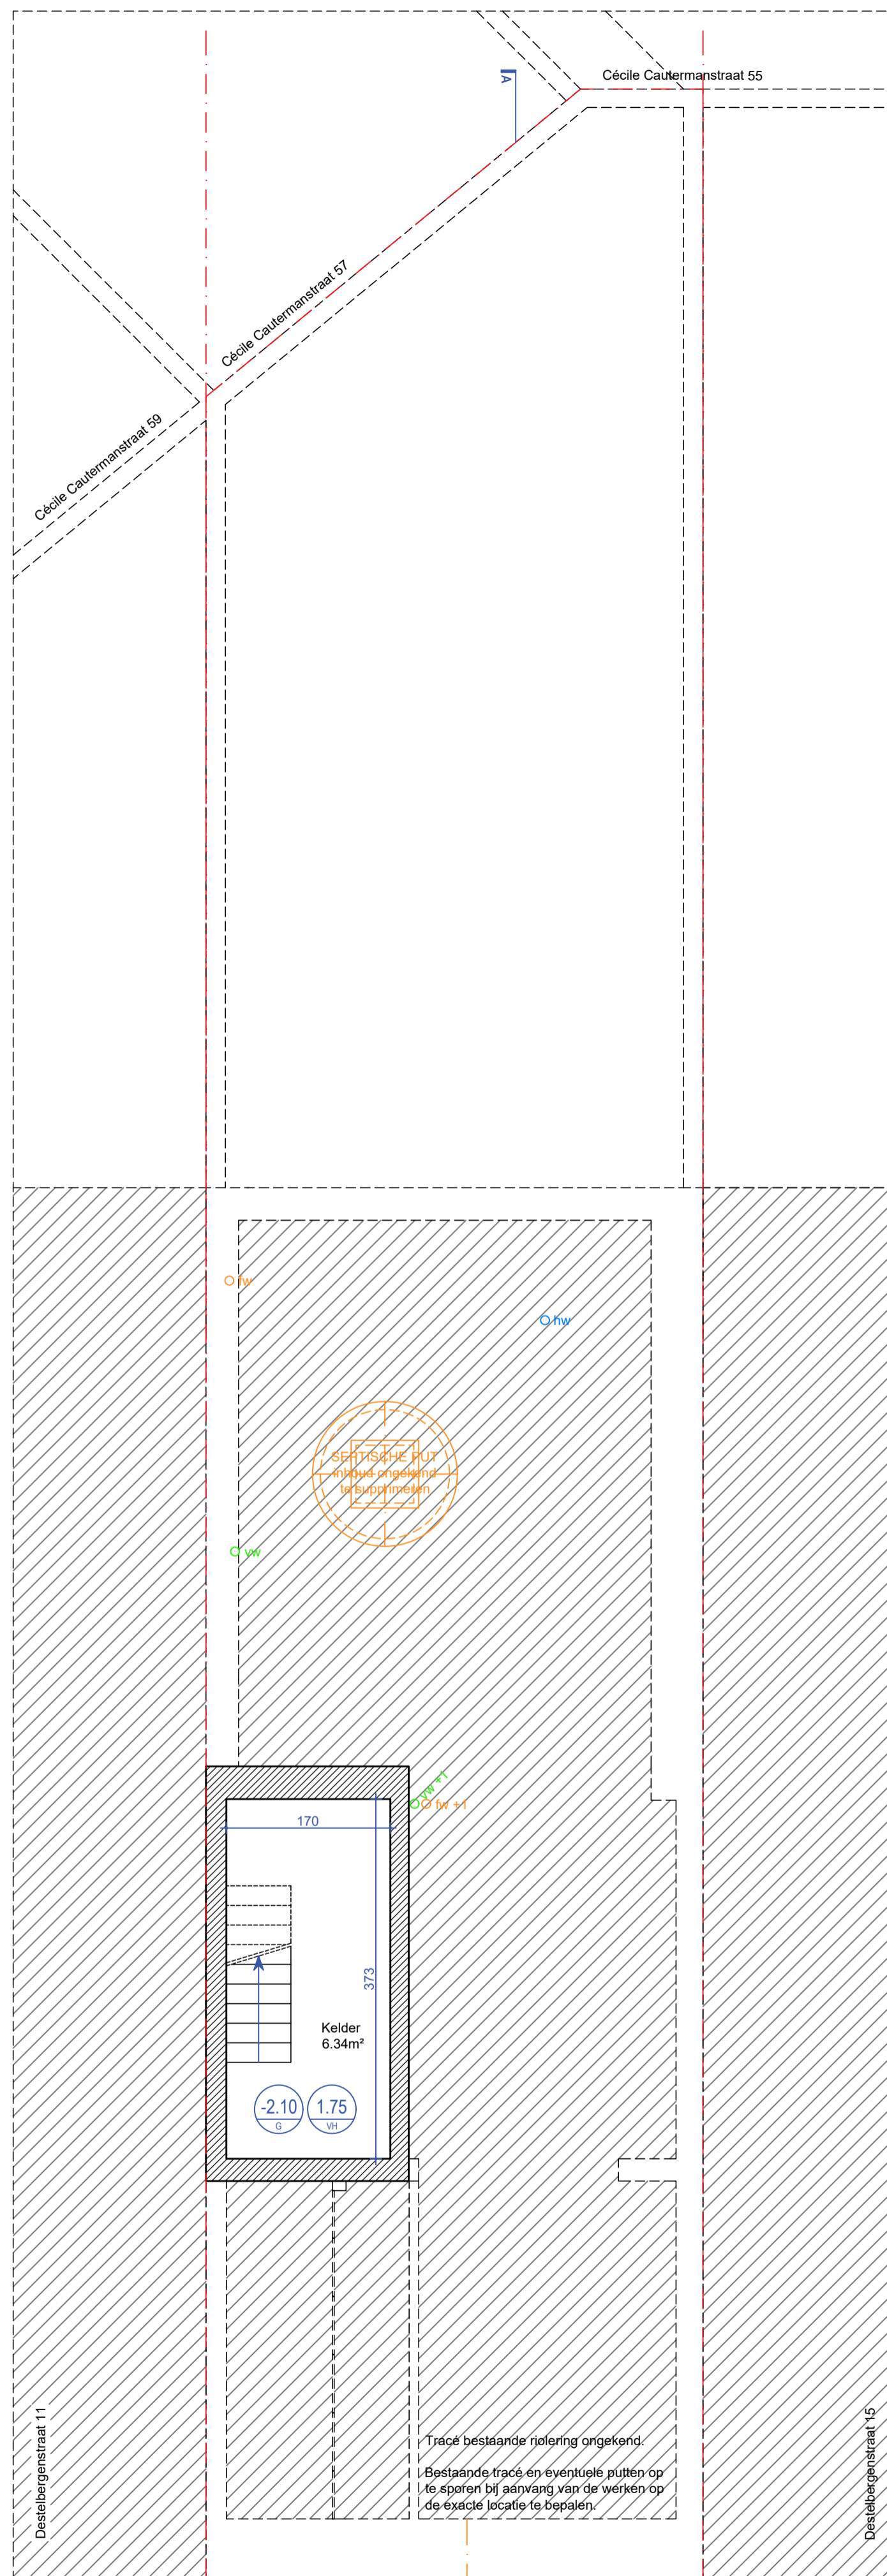 Cécile Cautermanstraat 55
A
Cécile Cautermanstraat 57
Cécile Cautermanstraat 59
fw
hw
SEPTISCHE PUT
inhoud ongekend
te supprimeren
vw
vw +1
fw +1
170
373
Kelder
6.34m²
-2.10
G
1.75
VH
Tracé bestaande riolering ongekend.
Bestaande tracé en eventuele putten op
te sporen bij aanvang van de werken op
de exacte locatie te bepalen.
Destelbergenstraat 11
Destelbergenstraat 15